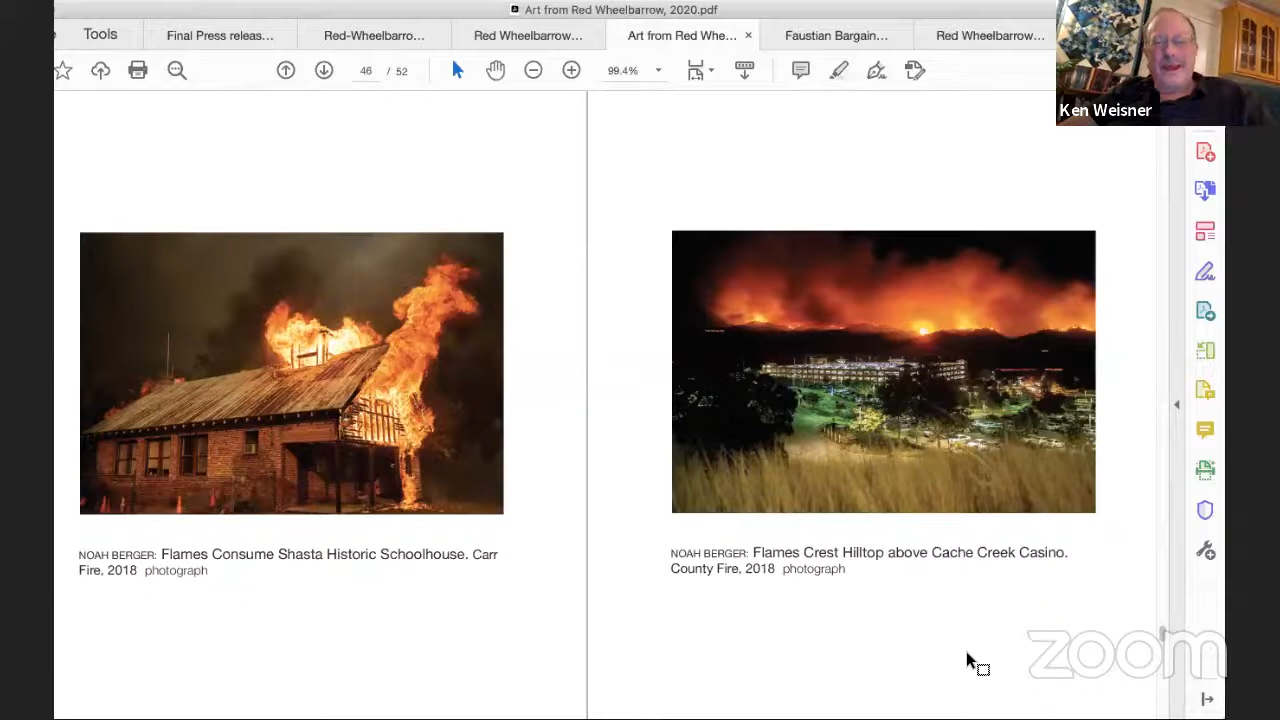 Art from Red Wheelbarrow, 2020.pdf
Tools
Final Press releas...
Red-Wheelbarro...
Red Wheelbarrow...
Art from Red Whe...
Faustian Bargain...
Red Wheelbarrow...
46 / 52
99.4%
Ken Weisner
NOAH BERGER: Flames Consume Shasta Historic Schoolhouse. Carr
Fire, 2018 photograph
NOAH BERGER: Flames Crest Hilltop above Cache Creek Casino.
County Fire, 2018 photograph
zoom